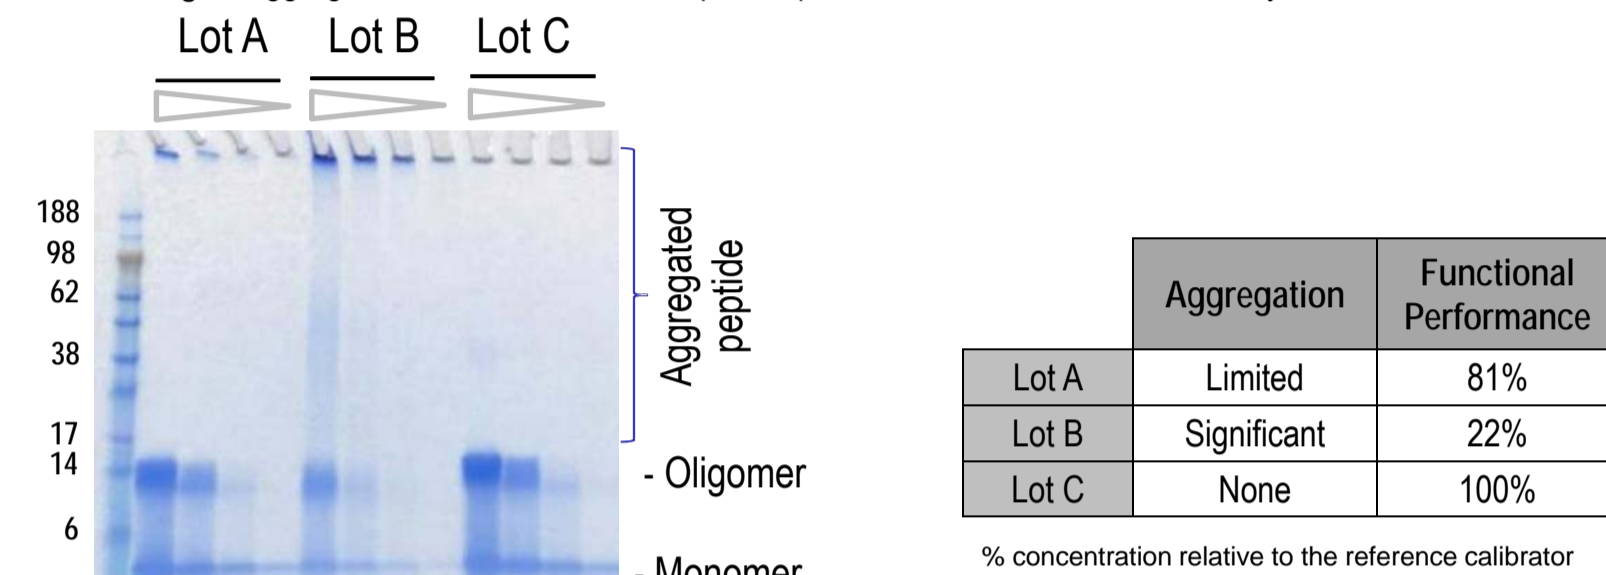 Lot A Lot B Lot C
188
98
62
38
17
14
6
Aggregated
peptide
- Oligomer
- Monomer
Aggregation
Functional
Performance
Lot A Limited 81%
Lot B Significant 22%
Lot C None 100%
% concentration relative to the reference calibrator